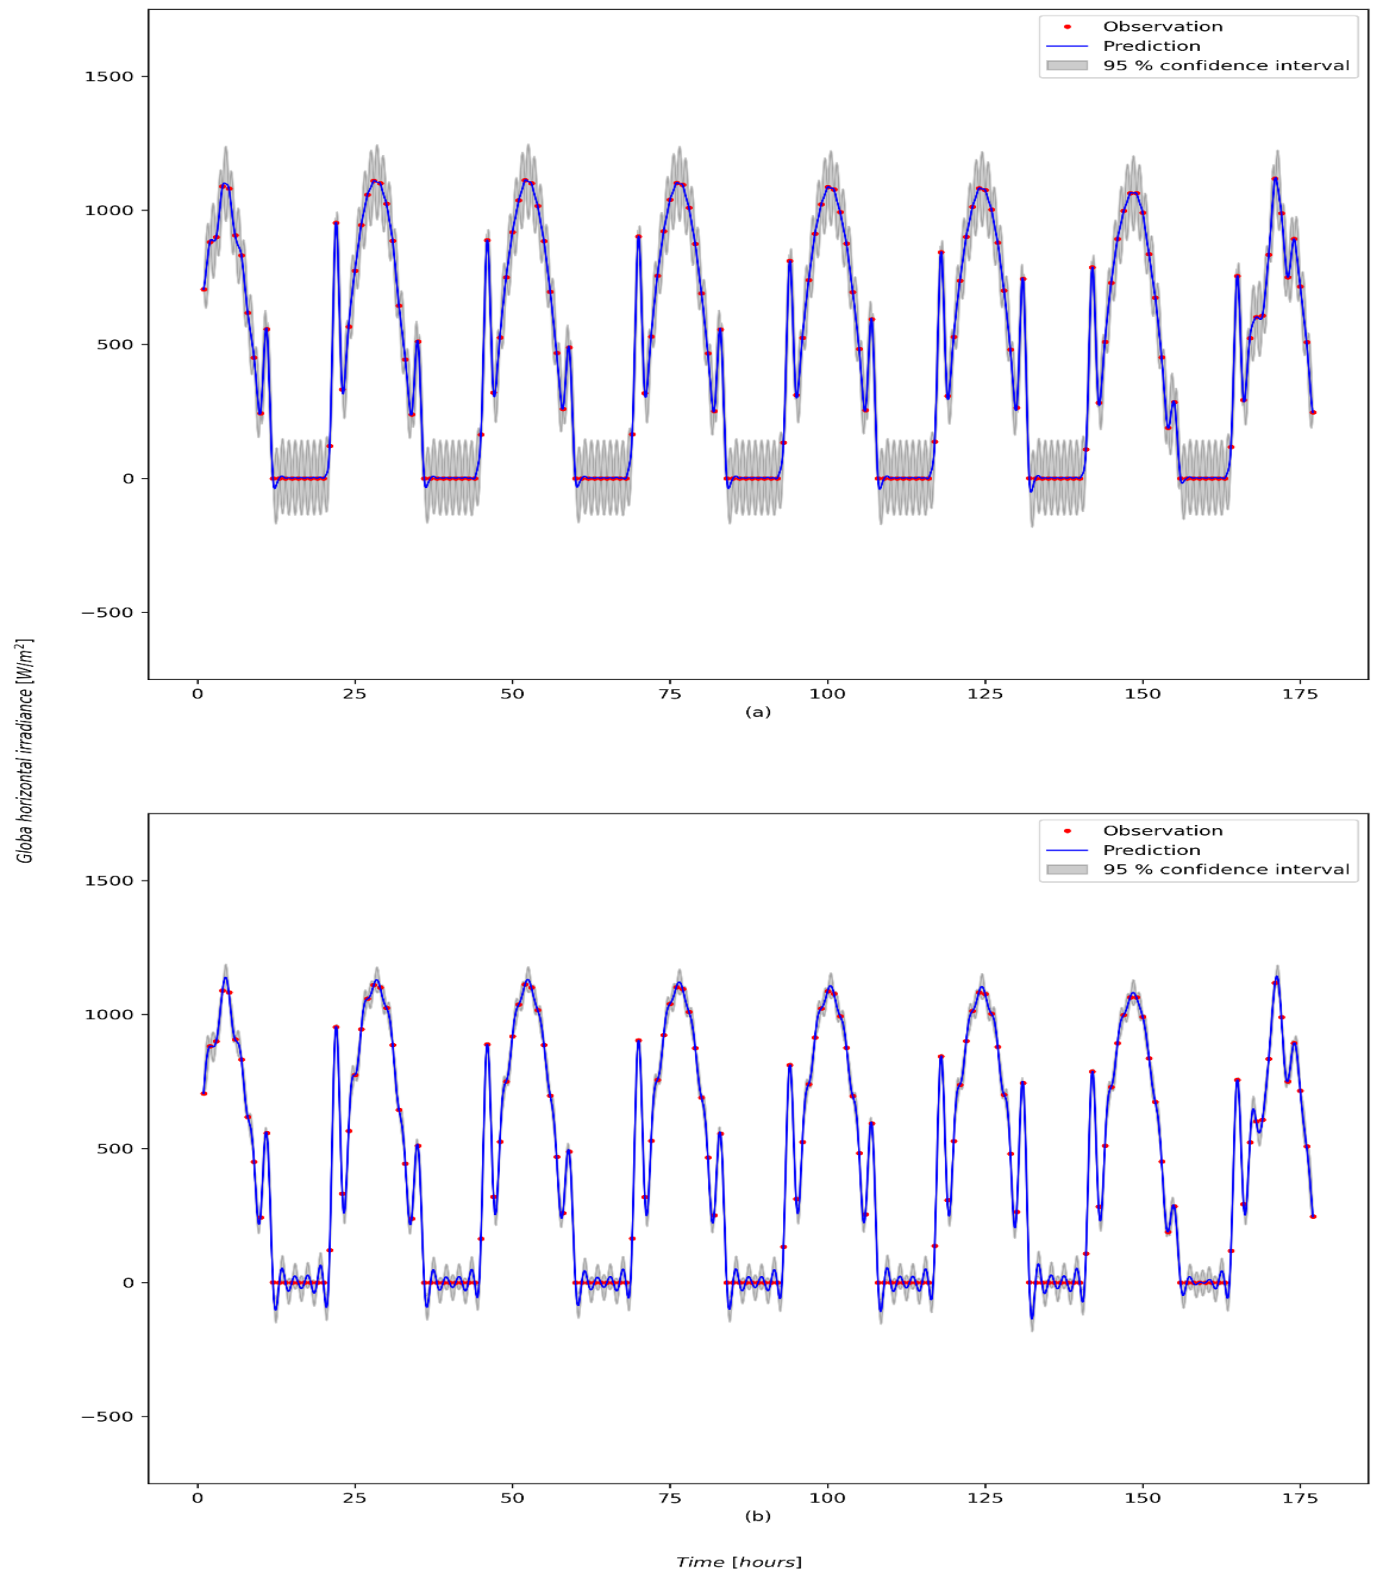 Observation
Prediction
95 % confidence interval
1500
1000
500
0
−500
0 25 50 75 100 125 150 175
(a)
Globa horizontal irradiance [W/m²]
Observation
Prediction
95 % confidence interval
1500
1000
500
0
−500
0 25 50 75 100 125 150 175
(b)
Time [hours]